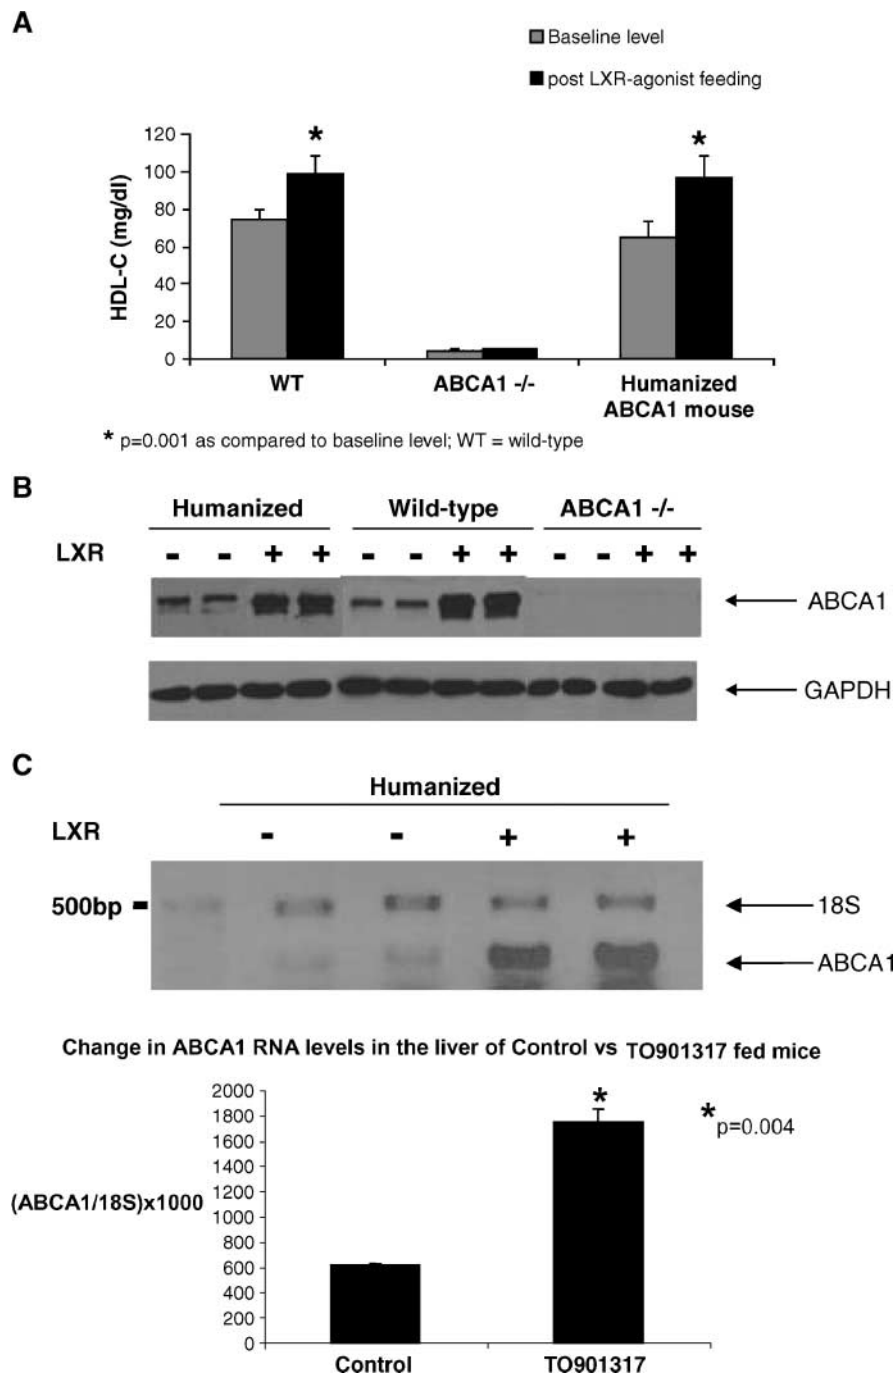 A
Baseline level
post LXR-agonist feeding
120
100
80
60
40
20
0
HDL-C (mg/dl)
*
*
WT
ABCA1 -/-
Humanized
ABCA1 mouse
* p=0.001 as compared to baseline level; WT = wild-type
B
Humanized Wild-type ABCA1 -/-
LXR - - + + - - + + - - + +
ABCA1
GAPDH
C
Humanized
LXR - - + +
500bp
18S
ABCA1
Change in ABCA1 RNA levels in the liver of Control vs TO901317 fed mice
2000
1800
1600
1400
1200
1000
800
600
400
200
0
(ABCA1/18S)x1000
*
* p=0.004
Control
TO901317